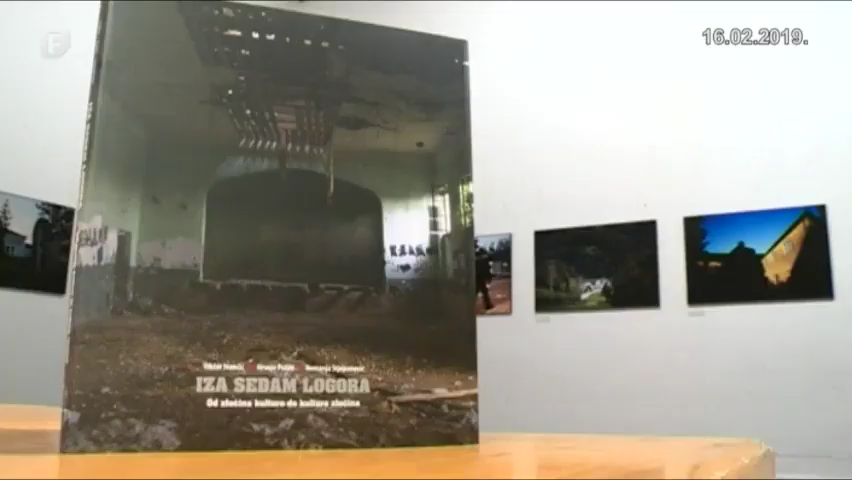 F
16.02.2019.
IZA SEDAM LOGORA
Od zločina kulture do kulture zločina